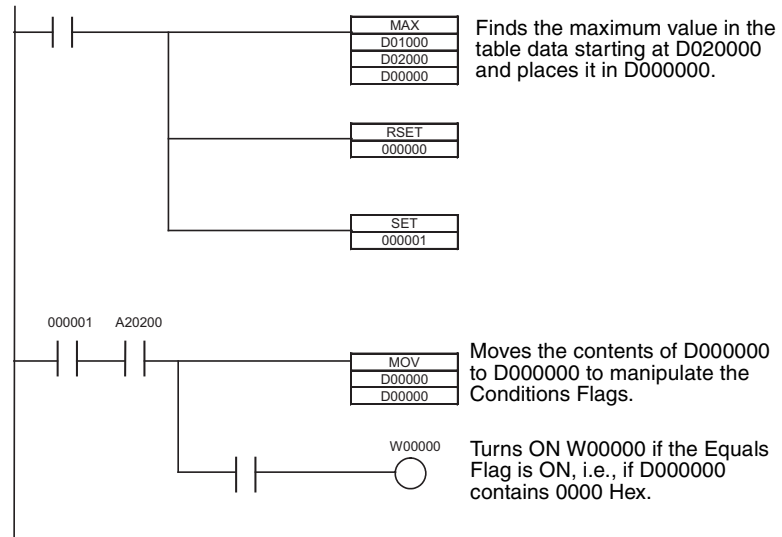 MAX
D01000
D02000
D00000
Finds the maximum value in the
table data starting at D020000
and places it in D000000.
RSET
000000
SET
000001
000001 A20200
MOV
D00000
D00000
Moves the contents of D000000
to D000000 to manipulate the
Conditions Flags.
W00000
Turns ON W00000 if the Equals
Flag is ON, i.e., if D000000
contains 0000 Hex.